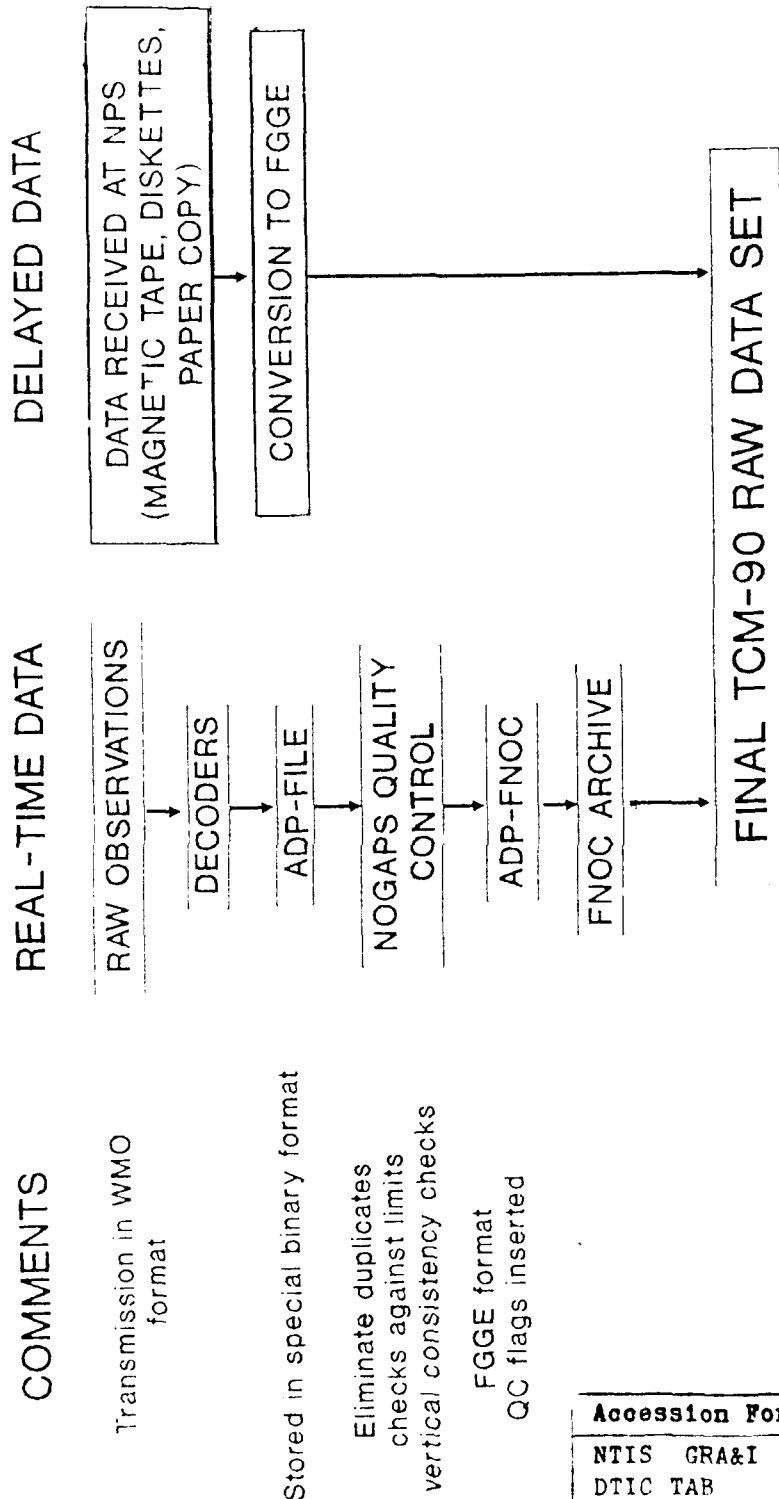 COMMENTS
Transmission in WMO
format
Stored in special binary format
Eliminate duplicates
checks against limits
vertical consistency checks
FGGE format
QC flags inserted
REAL-TIME DATA
RAW OBSERVATIONS
DECODERS
ADP-FILE
NOGAPS QUALITY
CONTROL
ADP-FNOC
FNOC ARCHIVE
DELAYED DATA
DATA RECEIVED AT NPS
(MAGNETIC TAPE, DISKETTES,
PAPER COPY)
CONVERSION TO FGGE
FINAL TCM-90 RAW DATA SET
Accession For
NTIS GRA&I
DTIC TAB